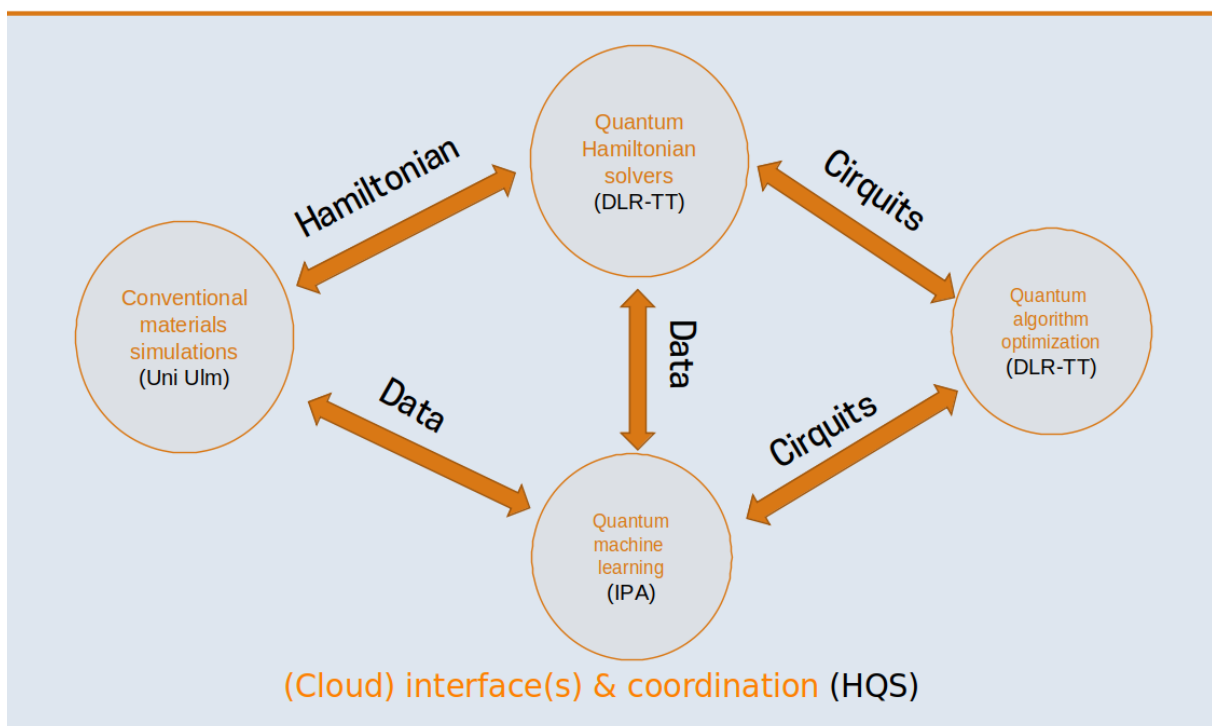 Quantum
Hamiltonian
solvers
(DLR-TT)
Hamiltonian
Cirquits
Conventional
materials
simulations
(Uni Ulm)
Quantum
algorithm
optimization
(DLR-TT)
Data
Data
Cirquits
Quantum
machine
learning
(IPA)
(Cloud) interface(s) & coordination (HQS)